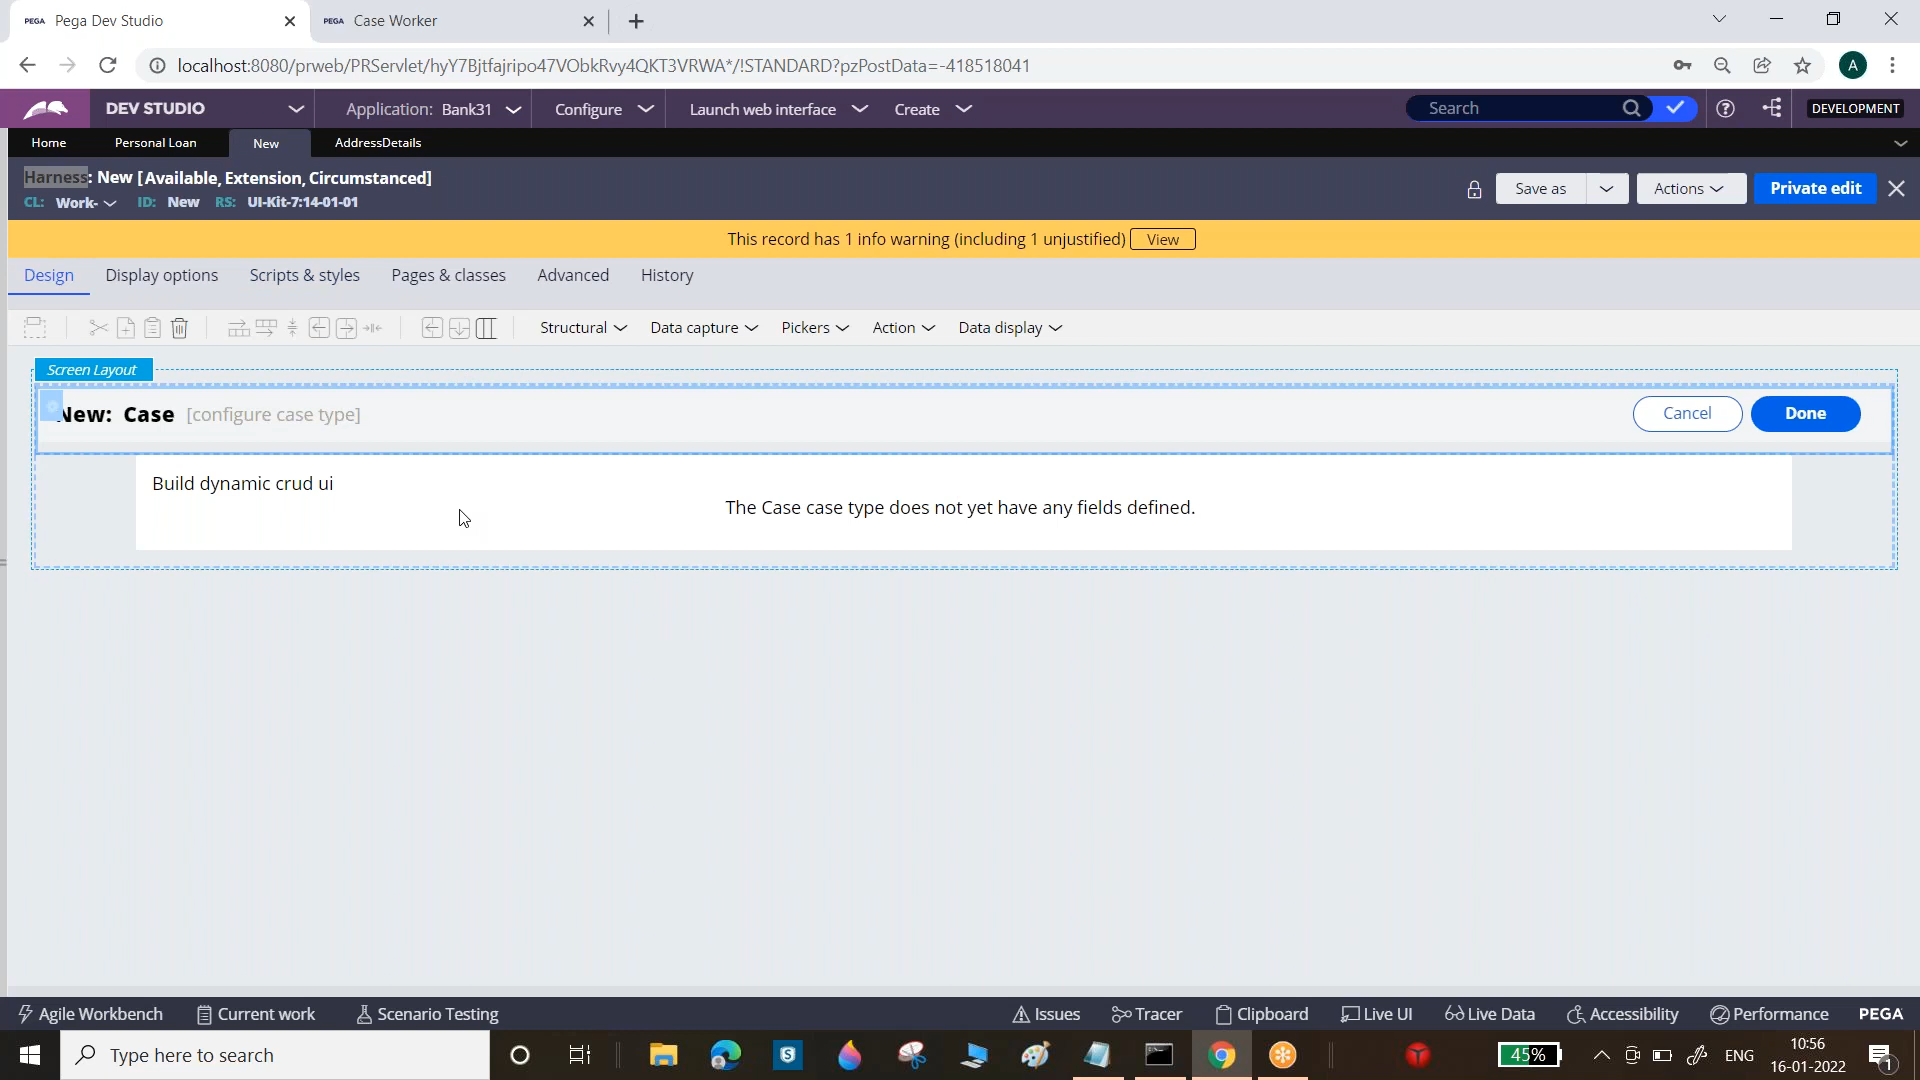 PEGA Pega Dev Studio
PEGA Case Worker
localhost:8080/prweb/PRServlet/hyY7Bjtfajripo47VObkRvy4QKT3VRWA*/!STANDARD?pzPostData=-418518041
A
DEV STUDIO
Application: Bank31
Configure
Launch web interface
Create
Search
DEVELOPMENT
Home
Personal Loan
New
AddressDetails
Harness: New [Available, Extension, Circumstanced]
CL: Work- ID: New RS: UI-Kit-7:14-01-01
Save as
Actions
Private edit
This record has 1 info warning (including 1 unjustified) View
Design
Display options
Scripts & styles
Pages & classes
Advanced
History
Structural
Data capture
Pickers
Action
Data display
Screen Layout
New: Case [configure case type]
Cancel
Done
Build dynamic crud ui
The Case case type does not yet have any fields defined.
Agile Workbench
Current work
Scenario Testing
Issues
Tracer
Clipboard
Live UI
Live Data
Accessibility
Performance
PEGA
Type here to search
S
45%
ENG
10:56
16-01-2022
1